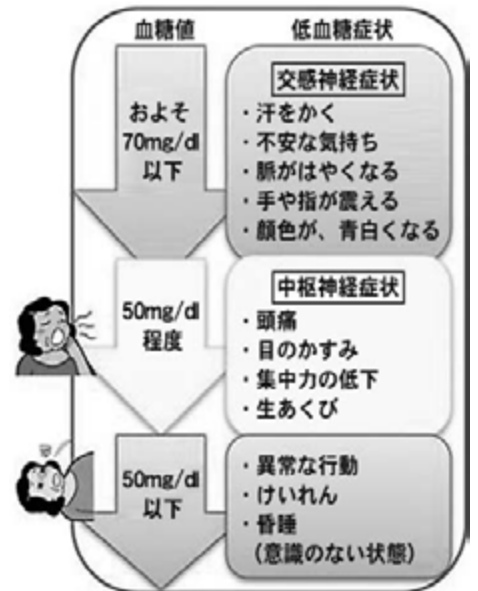 血糖値
低血糖症状
およそ
70mg/dl
以下
交感神経症状
・汗をかく
・不安な気持ち
・脈がはやくなる
・手や指が震える
・顔色が、青白くなる
50mg/dl
程度
中枢神経症状
・頭痛
・目のかすみ
・集中力の低下
・生あくび
50mg/dl
以下
・異常な行動
・けいれん
・昏睡
（意識のない状態）